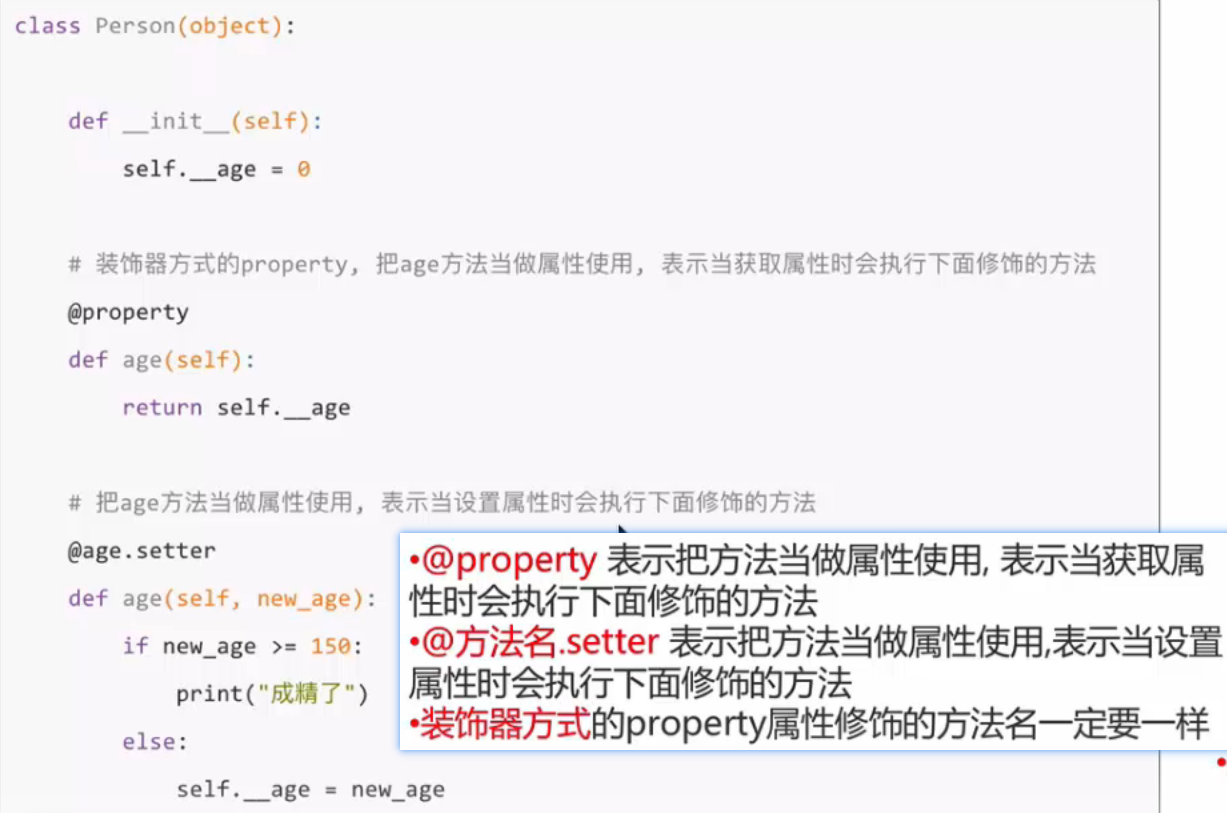 class Person(object):
def __init__(self):
self.__age = 0
# 装饰器方式的property, 把age方法当做属性使用, 表示当获取属性时会执行下面修饰的方法
@property
def age(self):
return self.__age
# 把age方法当做属性使用, 表示当设置属性时会执行下面修饰的方法
@age.setter
def age(self, new_age):
if new_age >= 150:
print("成精了")
else:
self.__age = new_age
•@property 表示把方法当做属性使用, 表示当获取属
性时会执行下面修饰的方法
•@方法名.setter 表示把方法当做属性使用,表示当设置
属性时会执行下面修饰的方法
•装饰器方式的property属性修饰的方法名一定要一样